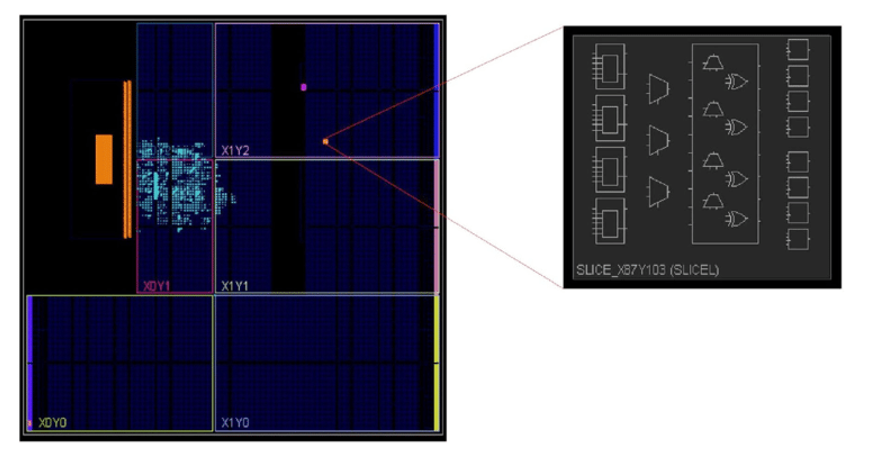 X1Y2
X0Y1
X1Y1
X0Y0
X1Y0
SLICE_X87Y103 (SLICEL)